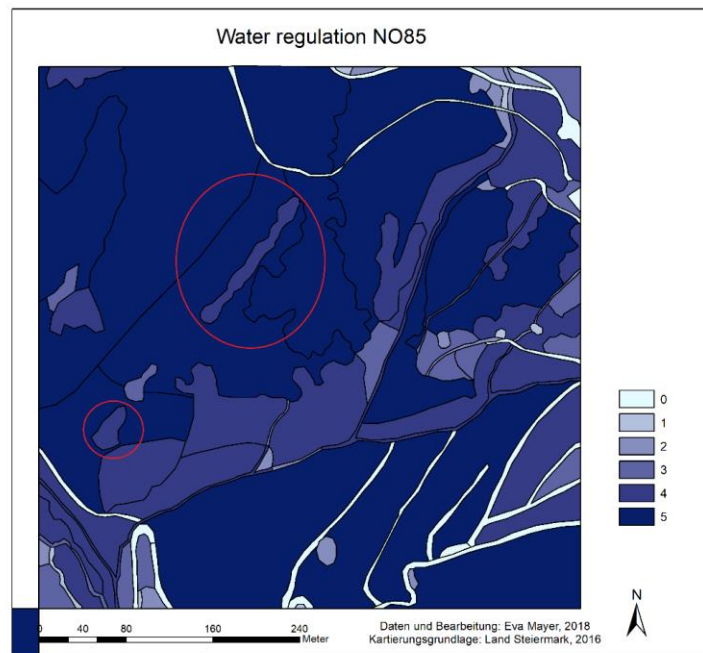 Water regulation NO85
0
1
2
3
4
5
N
0 40 80 160 240
Meter
Daten und Bearbeitung: Eva Mayer, 2018
Kartierungsgrundlage: Land Steiermark, 2016